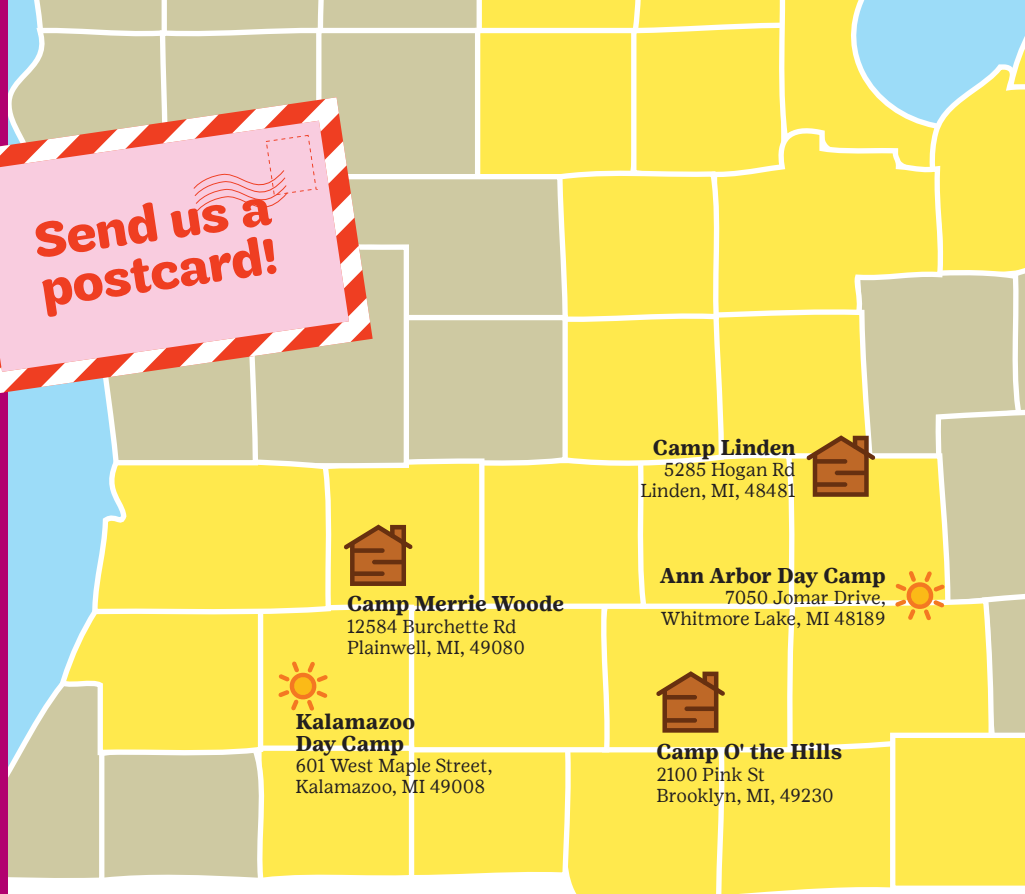 Send us a
postcard!
Camp Linden
5285 Hogan Rd
Linden, MI, 48481
Camp Merrie Woode
12584 Burchette Rd
Plainwell, MI, 49080
Ann Arbor Day Camp
7050 Jomar Drive,
Whitmore Lake, MI 48189
Kalamazoo
Day Camp
601 West Maple Street,
Kalamazoo, MI 49008
Camp O' the Hills
2100 Pink St
Brooklyn, MI, 49230